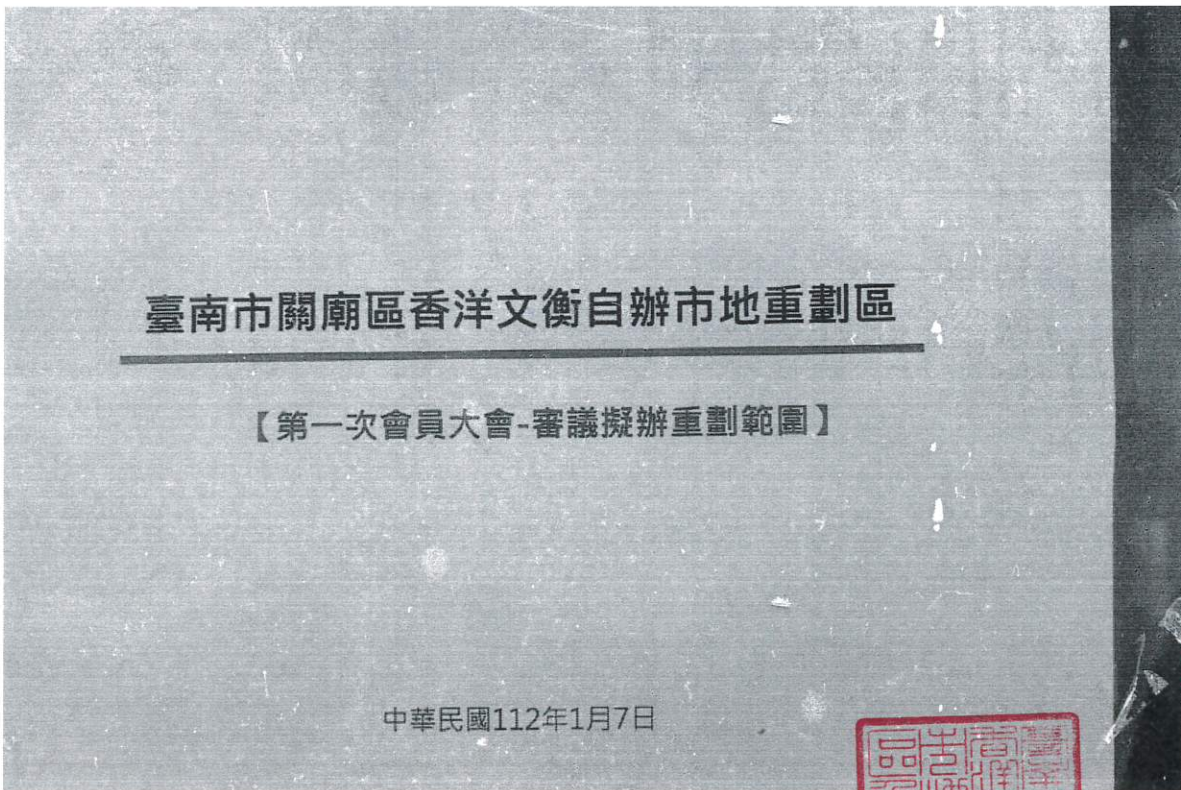 臺南市關廟區香洋文衡自辦市地重劃區
【第一次會員大會-審議擬辦重劃範圍】
中華民國112年1月7日